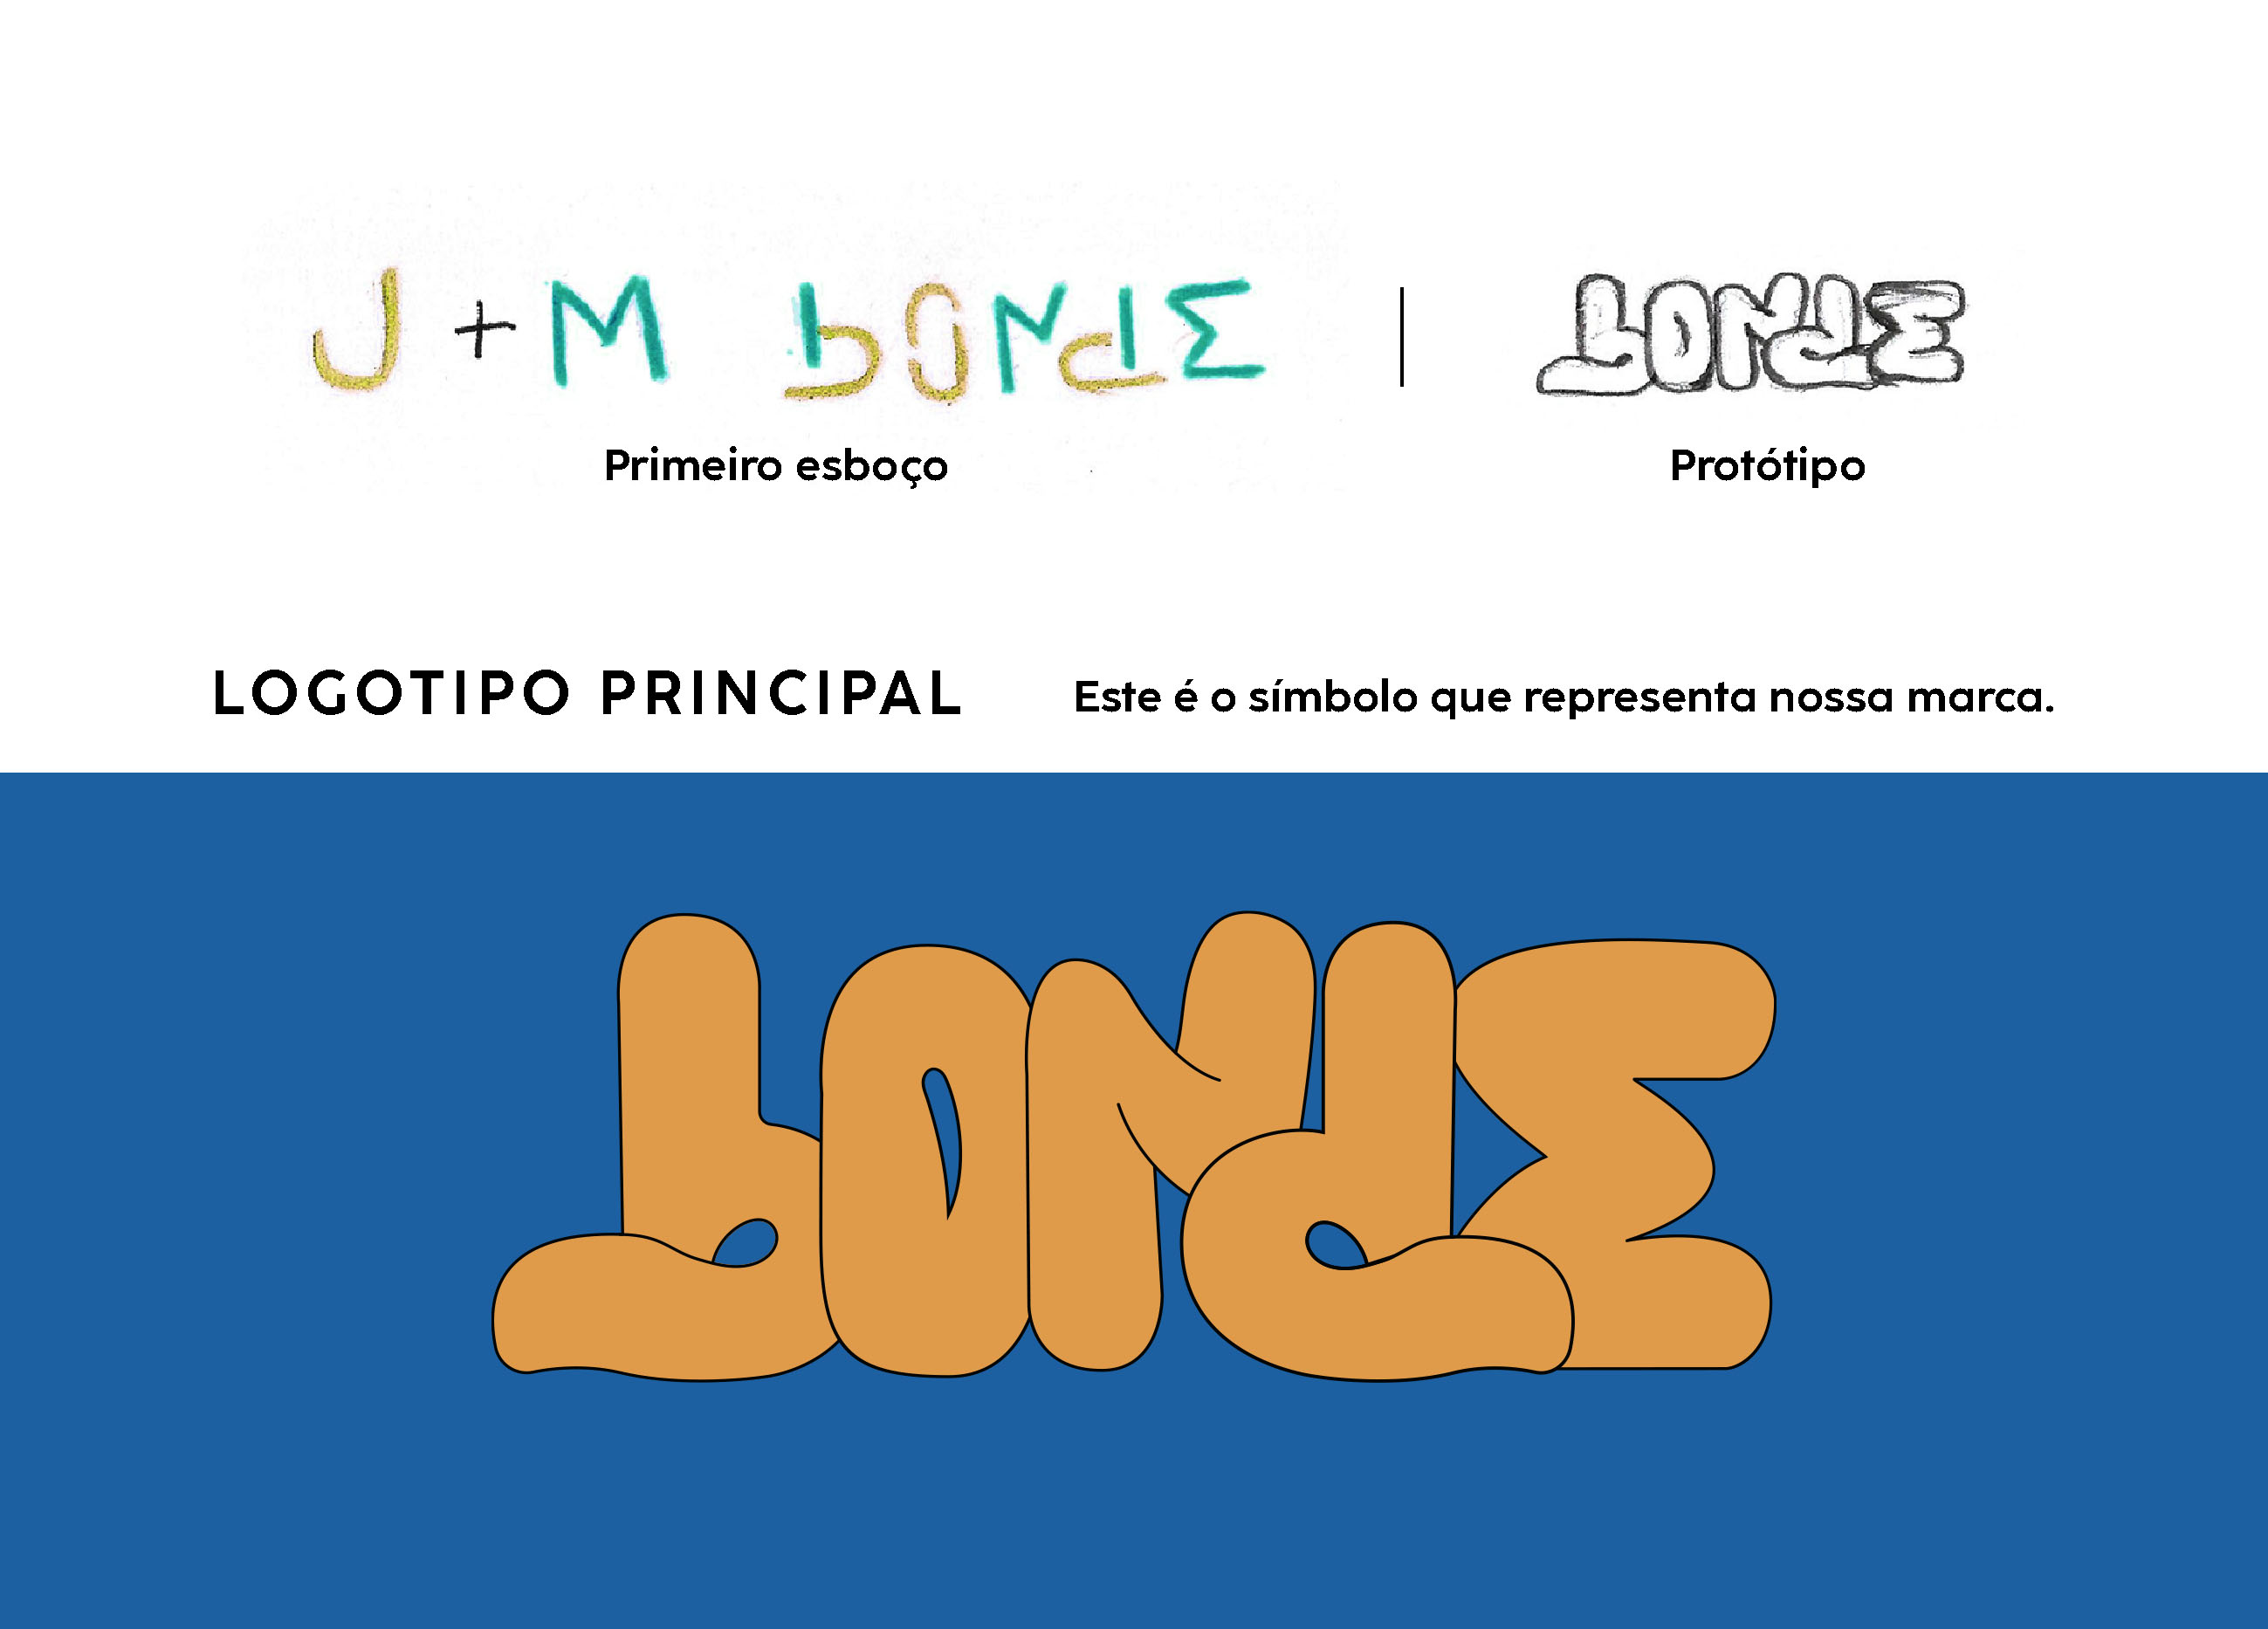 J + M bONdE
bONdE
Primeiro esboço
Protótipo
LOGOTIPO PRINCIPAL
Este é o símbolo que representa nossa marca.
bONdE